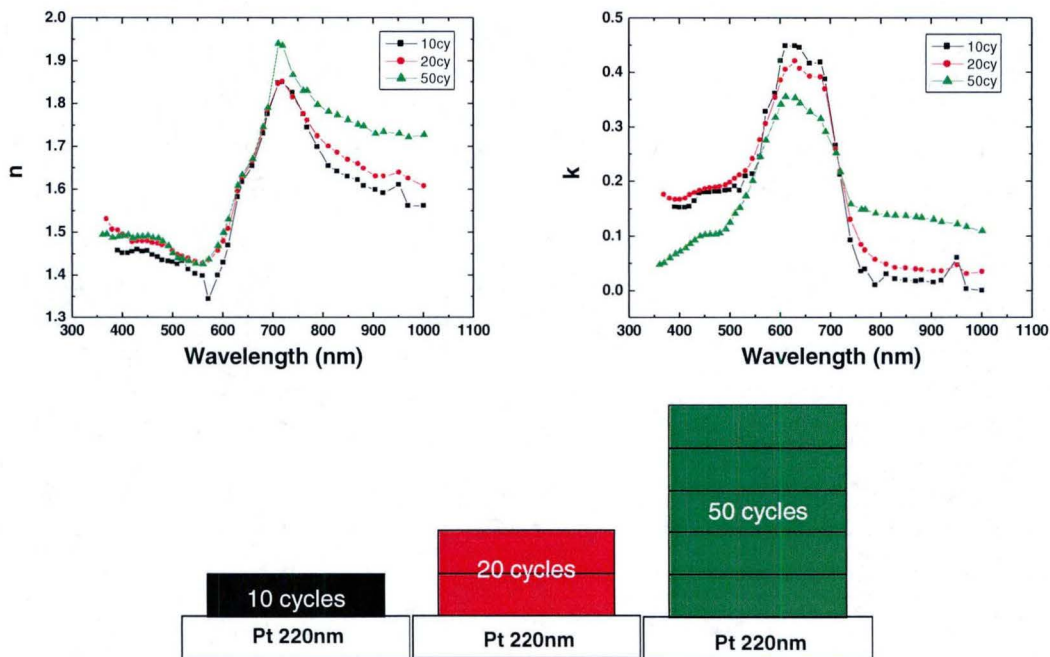 2.0
1.9
1.8
1.7
1.6
1.5
1.4
1.3
n
10cy
20cy
50cy
300 400 500 600 700 800 900 1000 1100
Wavelength (nm)
0.5
0.4
0.3
0.2
0.1
0.0
k
10cy
20cy
50cy
300 400 500 600 700 800 900 1000 1100
Wavelength (nm)
10 cycles
Pt 220nm
20 cycles
Pt 220nm
50 cycles
Pt 220nm